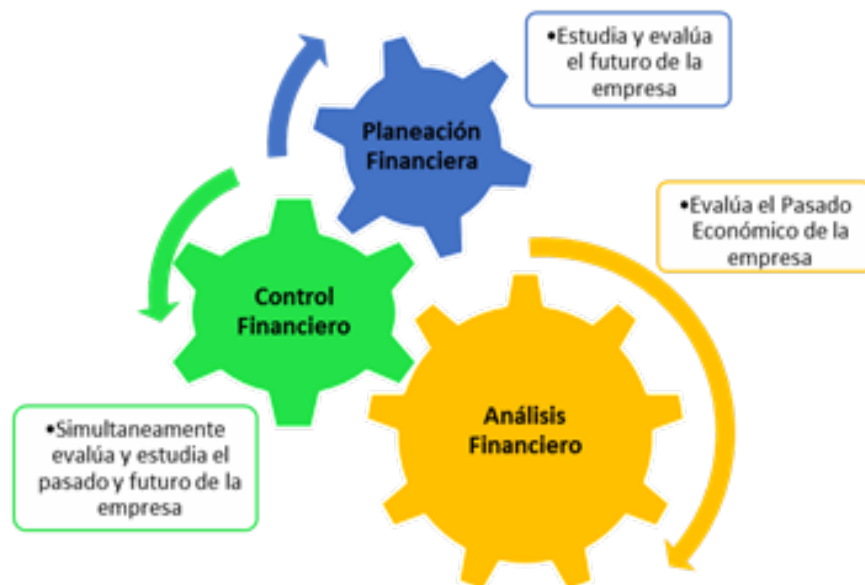 •Estudia y evalúa
el futuro de la
empresa
Planeación
Financiera
•Evalúa el Pasado
Económico de la
empresa
Control
Financiero
Análisis
Financiero
•Simultaneamente
evalúa y estudia el
pasado y futuro de la
empresa